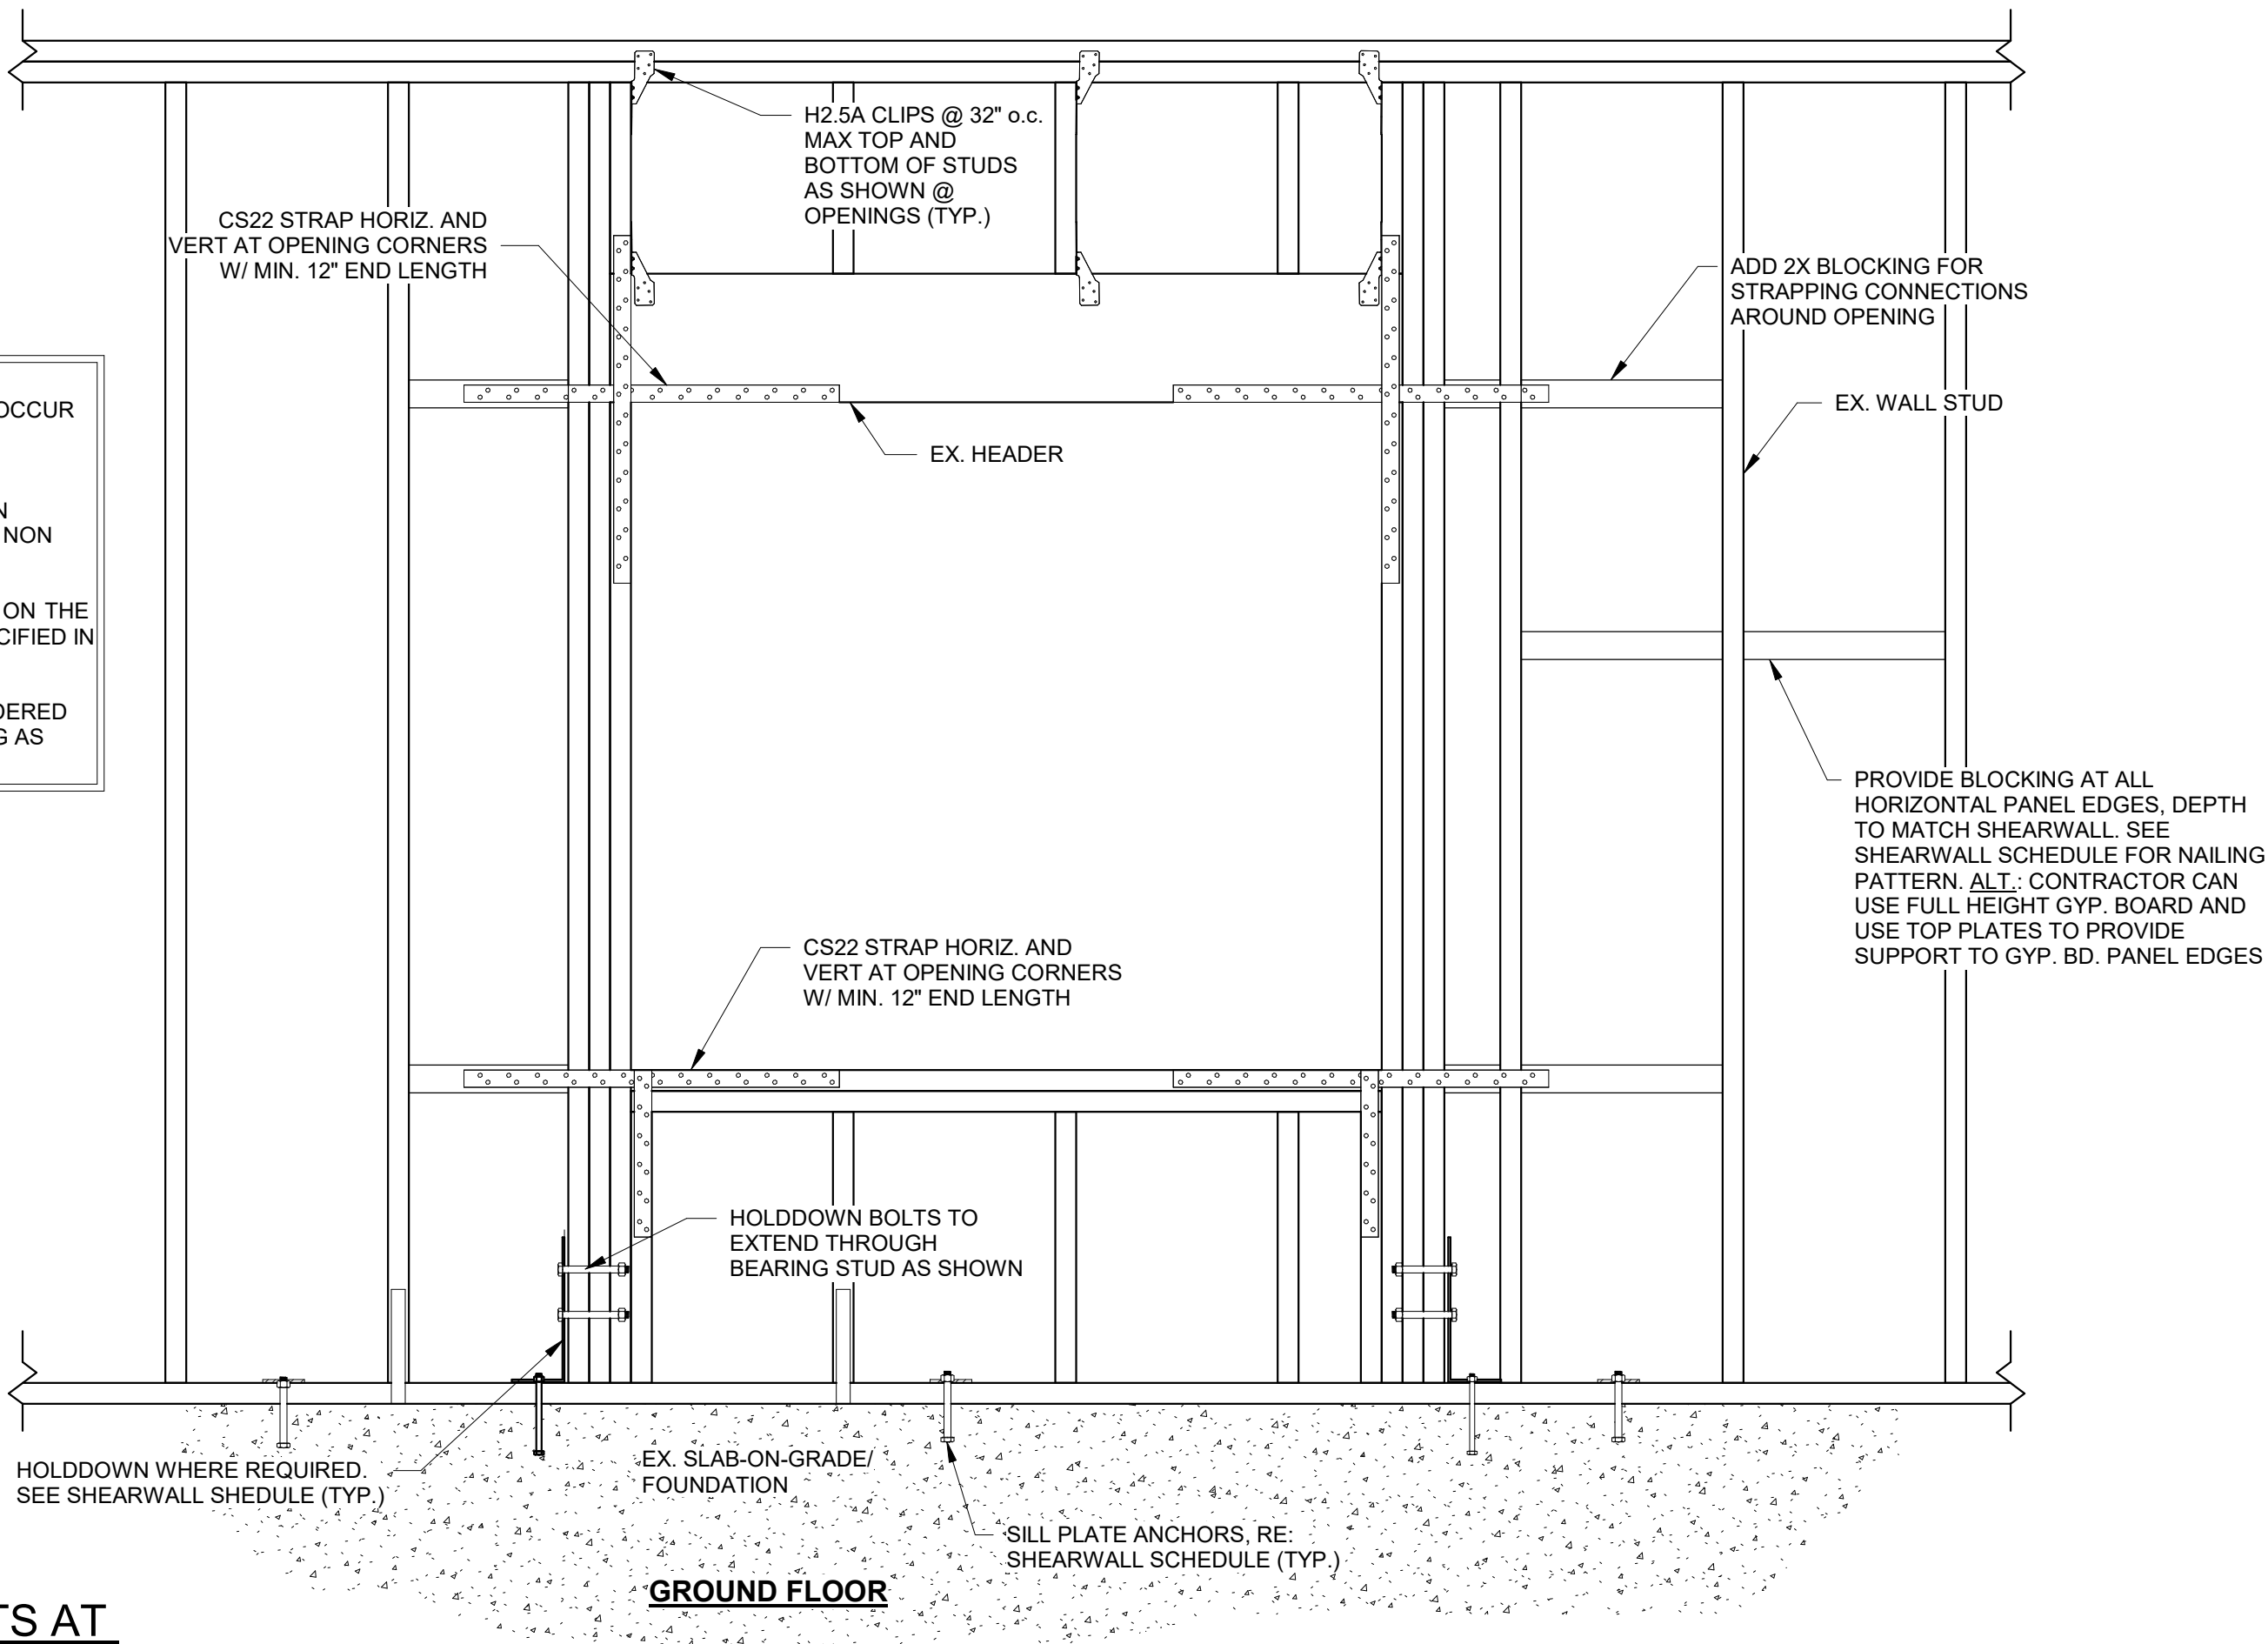 H2.5A CLIPS @ 32" o.c.
MAX TOP AND
BOTTOM OF STUDS
AS SHOWN @
OPENINGS (TYP.)
CS22 STRAP HORIZ. AND
VERT AT OPENING CORNERS
W/ MIN. 12" END LENGTH
ADD 2X BLOCKING FOR
STRAPPING CONNECTIONS
AROUND OPENING
EX. WALL STUD
EX. HEADER
OCCUR
NON
ON THE
IN
AS
PROVIDE BLOCKING AT ALL
HORIZONTAL PANEL EDGES, DEPTH
TO MATCH SHEARWALL. SEE
SHEARWALL SCHEDULE FOR NAILING
PATTERN. ALT.: CONTRACTOR CAN
USE FULL HEIGHT GYP. BOARD AND
USE TOP PLATES TO PROVIDE
SUPPORT TO GYP. BD. PANEL EDGES
CS22 STRAP HORIZ. AND
VERT AT OPENING CORNERS
W/ MIN. 12" END LENGTH
HOLDDOWN BOLTS TO
EXTEND THROUGH
BEARING STUD AS SHOWN
HOLDDOWN WHERE REQUIRED.
SEE SHEARWALL SHEDULE (TYP.)
EX. SLAB-ON-GRADE/
FOUNDATION
SILL PLATE ANCHORS, RE:
SHEARWALL SCHEDULE (TYP.)
GROUND FLOOR
TS AT